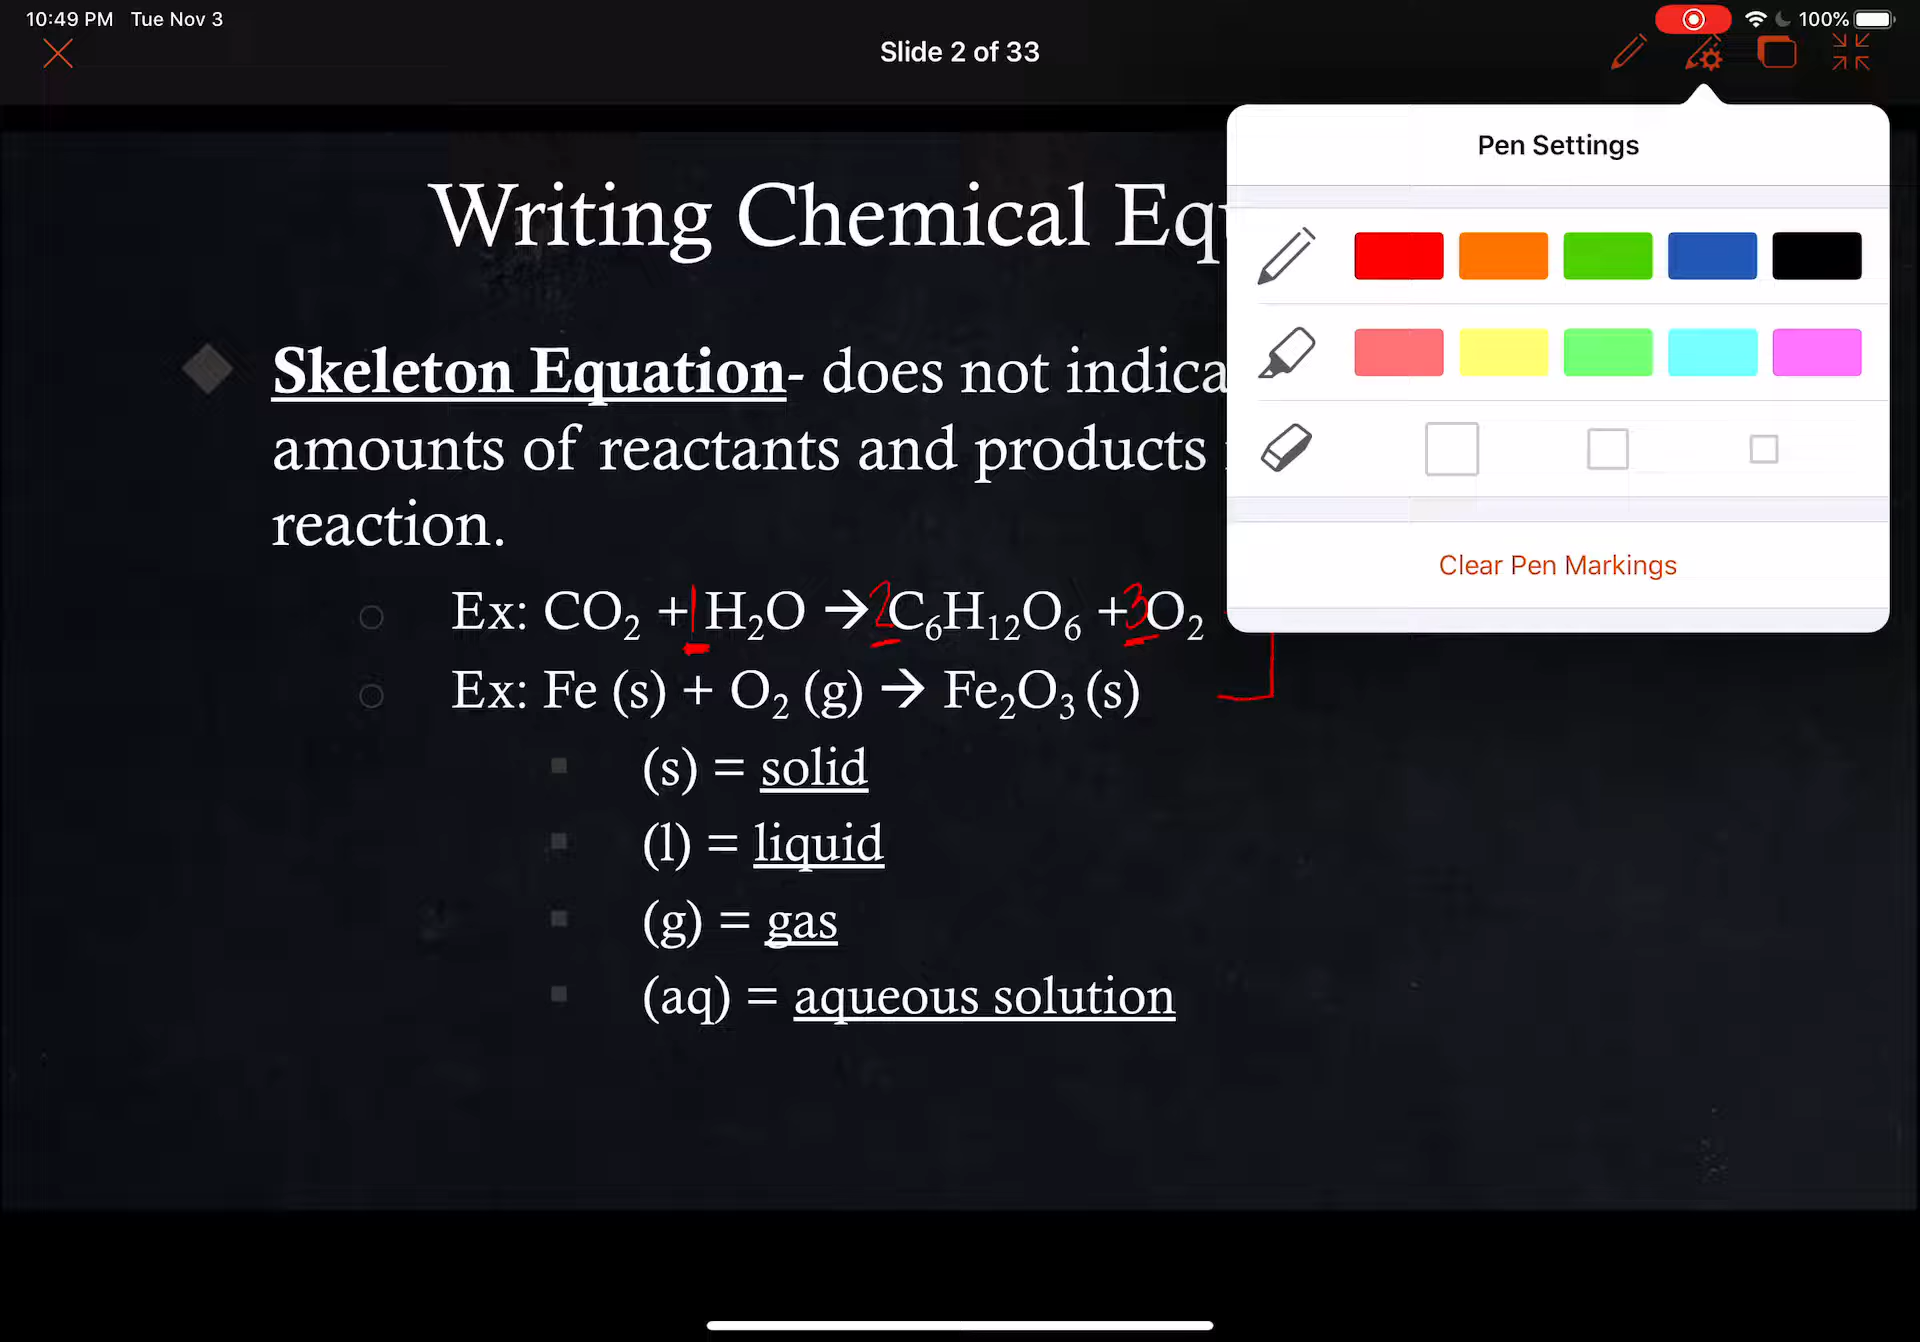 10:49 PM Tue Nov 3 100%
Slide 2 of 33
Pen Settings
Clear Pen Markings
Writing Chemical Eq
Skeleton Equation- does not indica
amounts of reactants and products
reaction.
Ex: CO₂ +1 H₂O → 2 C₆H₁₂O₆ + 3 O₂
Ex: Fe (s) + O₂ (g) → Fe₂O₃ (s)
(s) = solid
(l) = liquid
(g) = gas
(aq) = aqueous solution